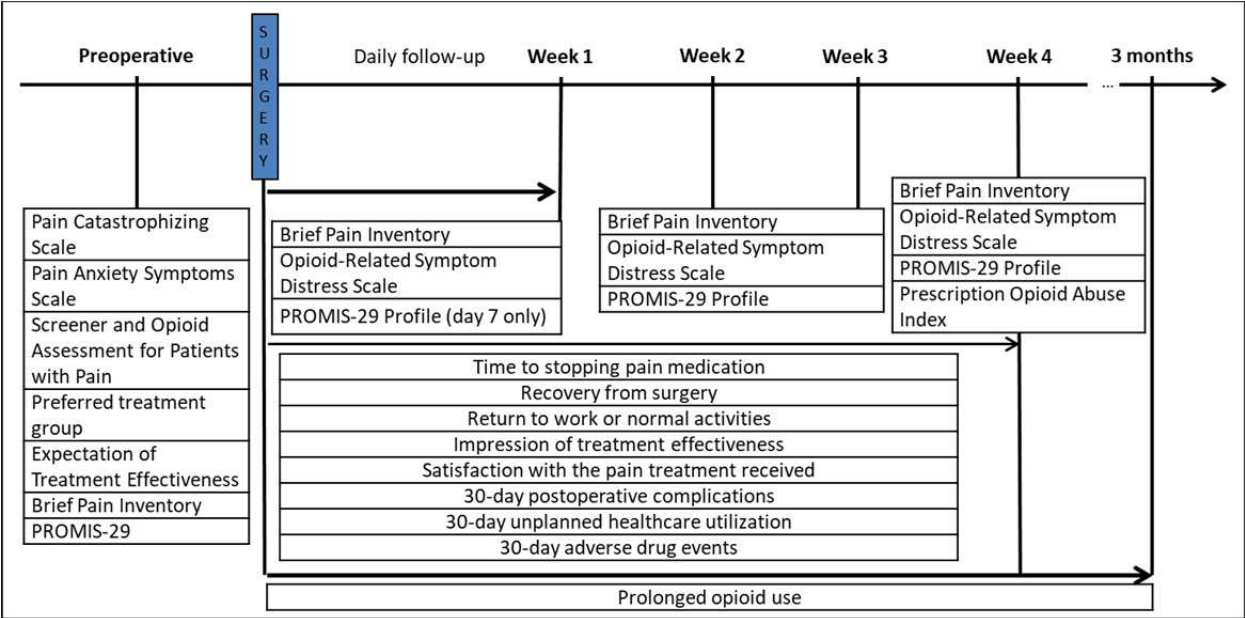 Preoperative
SURGERY
Daily follow-up
Week 1
Week 2
Week 3
Week 4
...
3 months
Pain Catastrophizing
Scale
Pain Anxiety Symptoms
Scale
Screener and Opioid
Assessment for Patients
with Pain
Preferred treatment
group
Expectation of
Treatment Effectiveness
Brief Pain Inventory
PROMIS-29
Brief Pain Inventory
Opioid-Related Symptom
Distress Scale
PROMIS-29 Profile (day 7 only)
Brief Pain Inventory
Opioid-Related Symptom
Distress Scale
PROMIS-29 Profile
Brief Pain Inventory
Opioid-Related Symptom
Distress Scale
PROMIS-29 Profile
Prescription Opioid Abuse
Index
Time to stopping pain medication
Recovery from surgery
Return to work or normal activities
Impression of treatment effectiveness
Satisfaction with the pain treatment received
30-day postoperative complications
30-day unplanned healthcare utilization
30-day adverse drug events
Prolonged opioid use